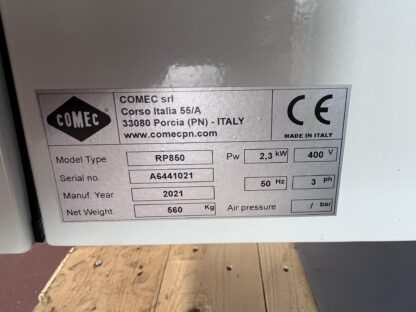 COMEC
COMEC srl
Corso Italia 55/A
33080 Porcia (PN) - ITALY
www.comecpn.com
CE
MADE IN ITALY
Model Type RP850 Pw 2,3 kW 400 V
Serial no. A6441021 50 Hz 3 ph
Manuf. Year 2021
Net Weight 560 Kg Air pressure / bar